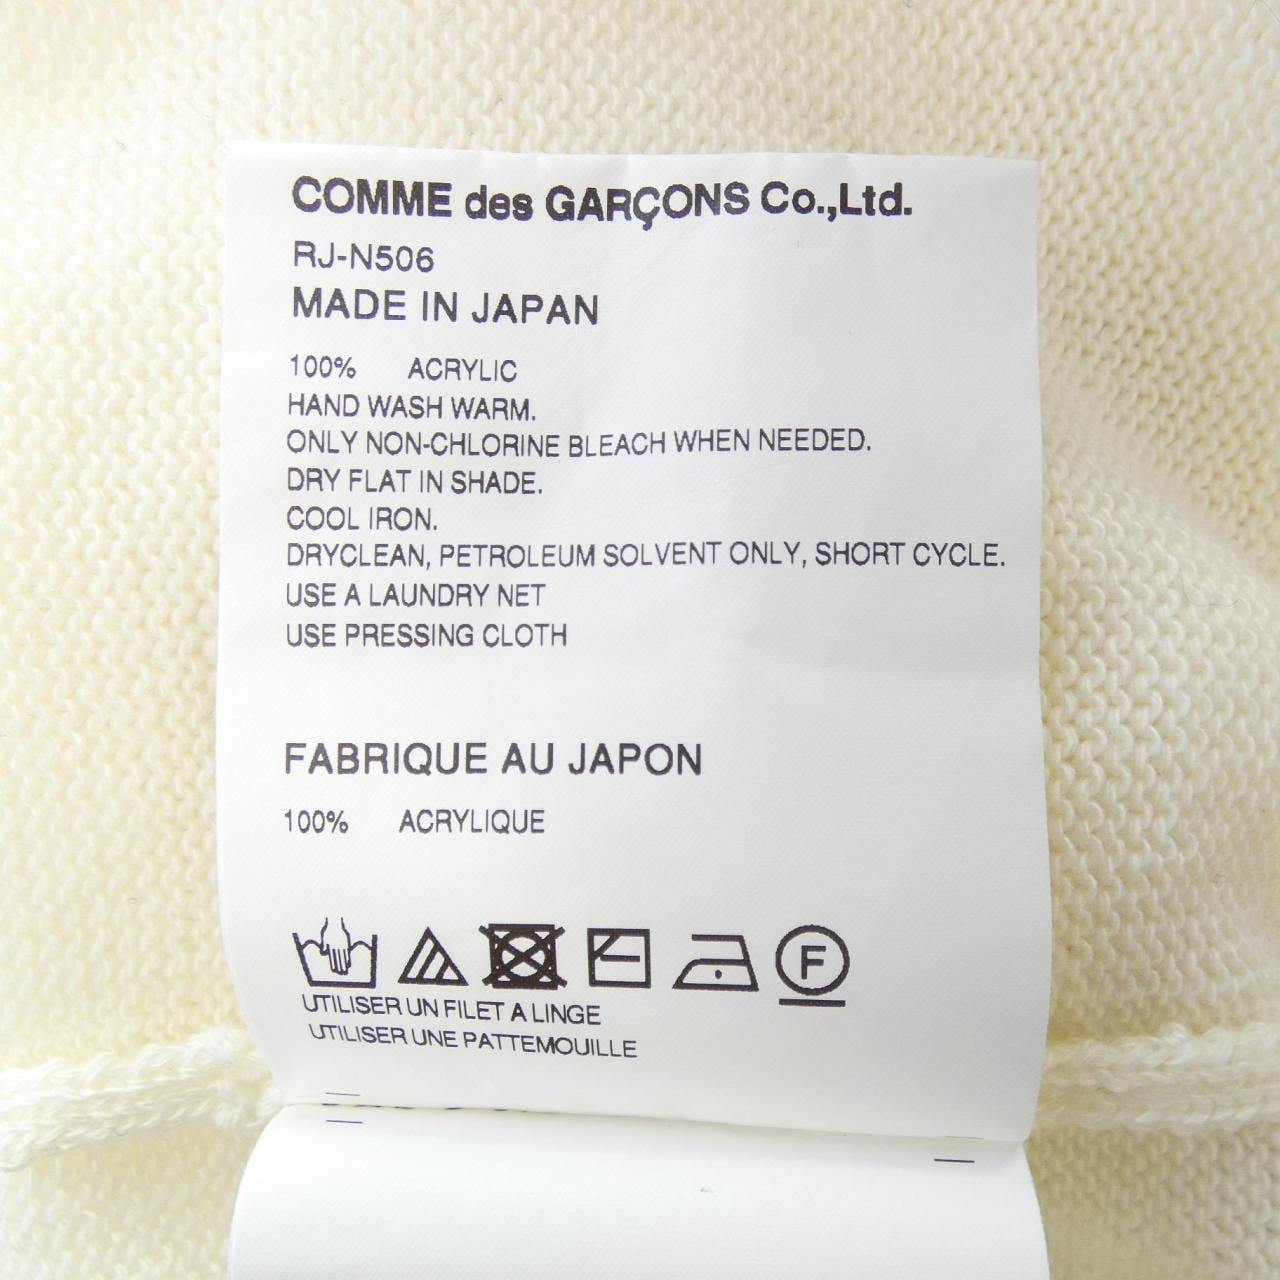 COMME des GARÇONS Co.,Ltd.
RJ-N506
MADE IN JAPAN
100% ACRYLIC
HAND WASH WARM.
ONLY NON-CHLORINE BLEACH WHEN NEEDED.
DRY FLAT IN SHADE.
COOL IRON.
DRYCLEAN, PETROLEUM SOLVENT ONLY, SHORT CYCLE.
USE A LAUNDRY NET
USE PRESSING CLOTH
FABRIQUE AU JAPON
100% ACRYLIQUE
F
UTILISER UN FILET A LINGE
UTILISER UNE PATTEMOUILLE